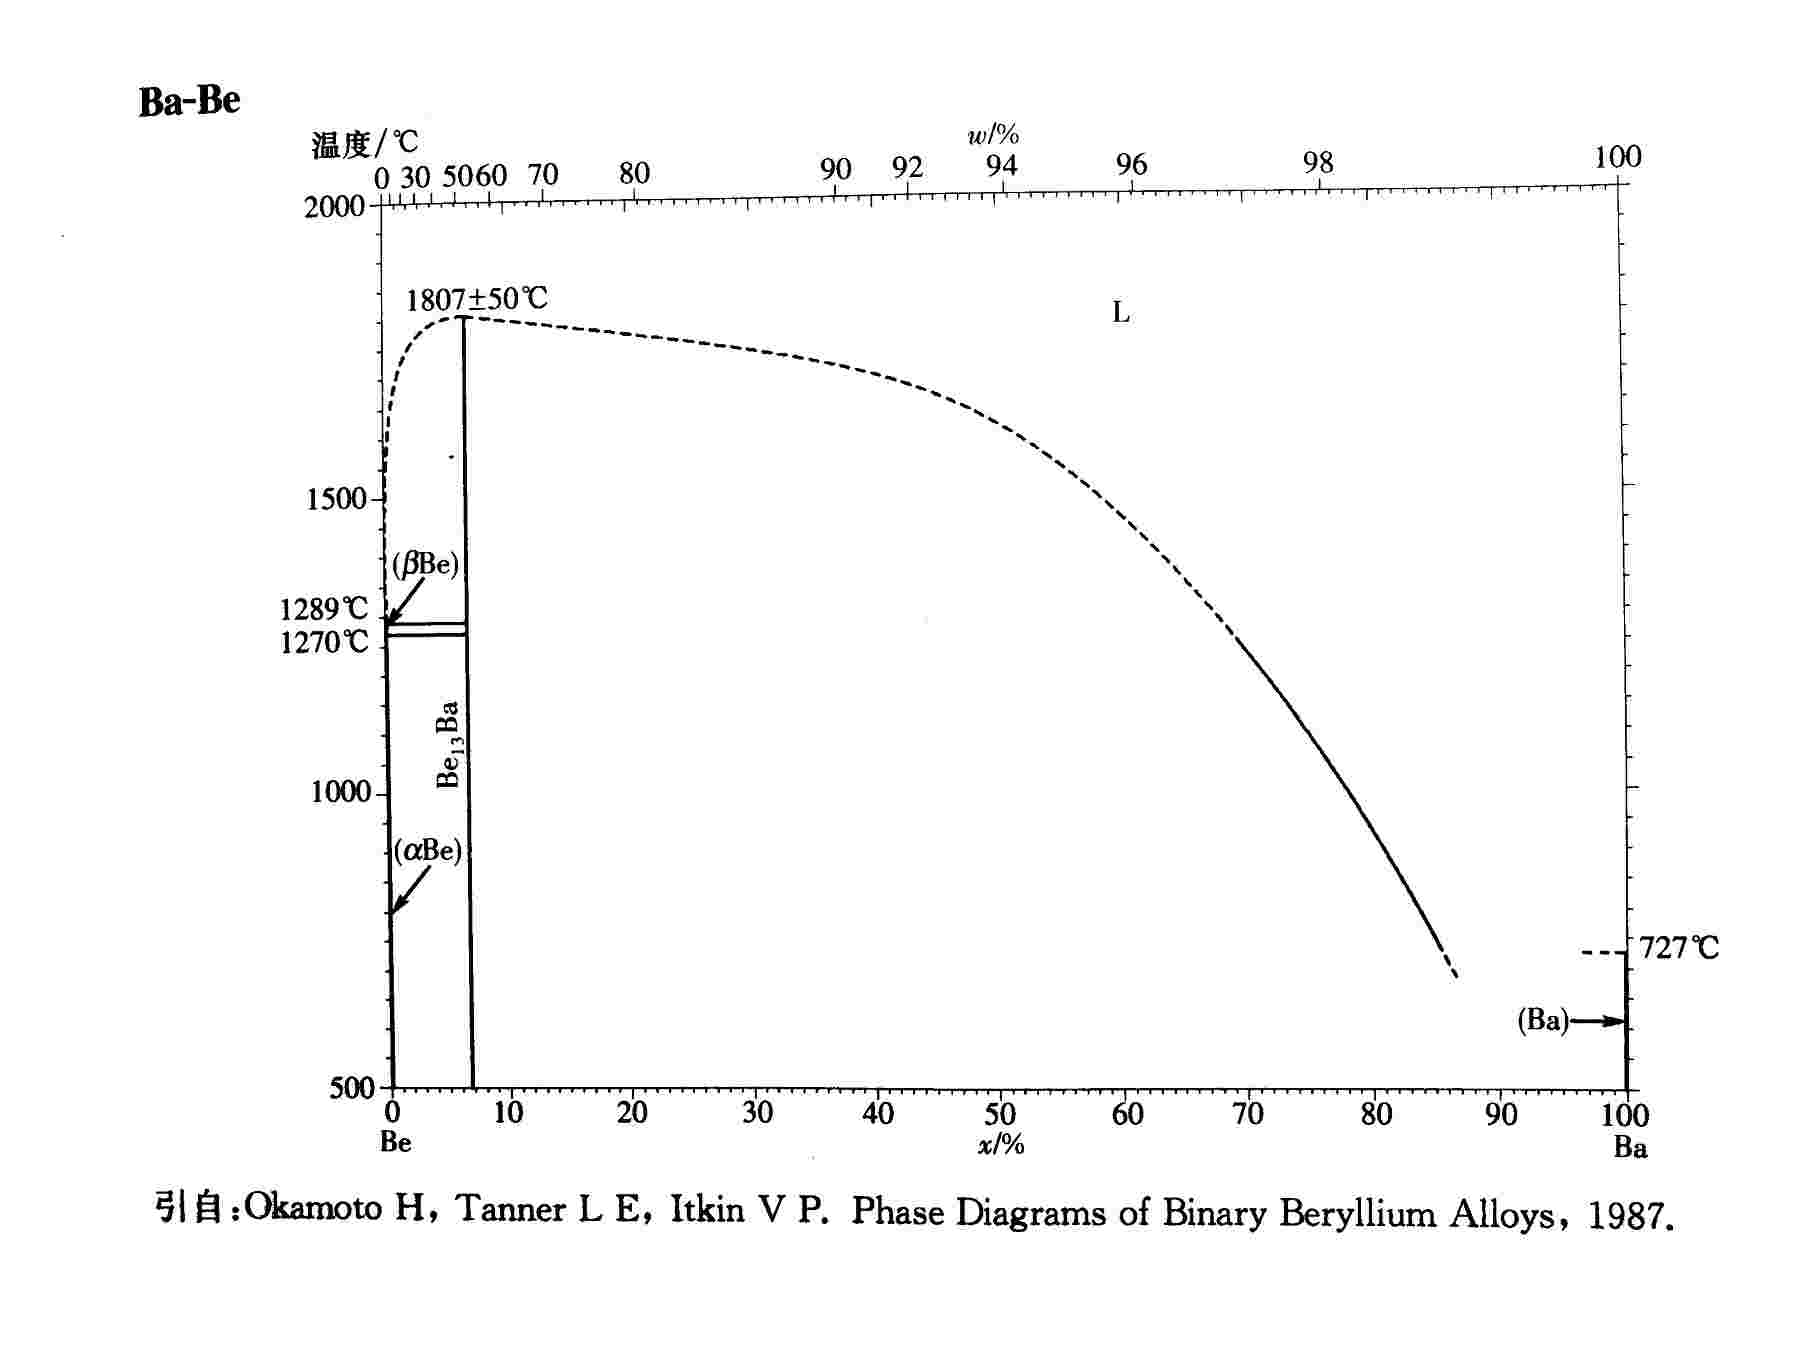 Ba-Be
温度/℃
w/%
0 30 50 60 70 80 90 92 94 96 98 100
2000
1807±50℃
L
1500
(βBe)
1289℃
1270℃
Be₁₃Ba
1000
(αBe)
727℃
(Ba)
500
0 10 20 30 40 50 60 70 80 90 100
Be x/% Ba
引自:Okamoto H, Tanner L E, Itkin V P. Phase Diagrams of Binary Beryllium Alloys, 1987.